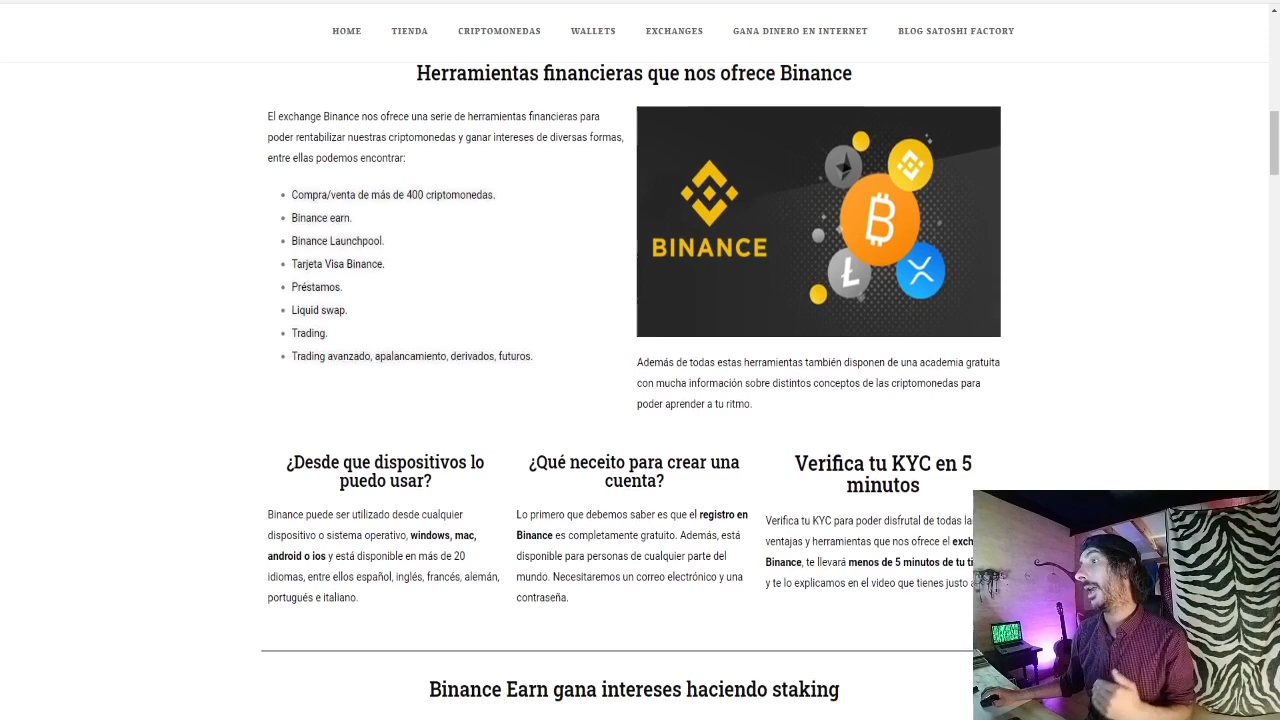 HOME TIENDA CRIPTOMONEDAS WALLETS EXCHANGES GANA DINERO EN INTERNET BLOG SATOSHI FACTORY
Herramientas financieras que nos ofrece Binance
El exchange Binance nos ofrece una serie de herramientas financieras para
poder rentabilizar nuestras criptomonedas y ganar intereses de diversas formas,
entre ellas podemos encontrar:
Compra/venta de más de 400 criptomonedas.
Binance earn.
Binance Launchpool.
Tarjeta Visa Binance.
Préstamos.
Liquid swap.
Trading.
Trading avanzado, apalancamiento, derivados, futuros.
BINANCE
Además de todas estas herramientas también disponen de una academia gratuita
con mucha información sobre distintos conceptos de las criptomonedas para
poder aprender a tu ritmo.
¿Desde que dispositivos lo
puedo usar?
Binance puede ser utilizado desde cualquier
dispositivo o sistema operativo, windows, mac,
android o ios y está disponible en más de 20
idiomas, entre ellos español, inglés, francés, alemán,
portugués e italiano.
¿Qué neceito para crear una
cuenta?
Lo primero que debemos saber es que el registro en
Binance es completamente gratuito. Además, está
disponible para personas de cualquier parte del
mundo. Necesitaremos un correo electrónico y una
contraseña.
Verifica tu KYC en 5
minutos
Verifica tu KYC para poder disfrutal de todas la
ventajas y herramientas que nos ofrece el exch
Binance, te llevará menos de 5 minutos de tu ti
y te lo explicamos en el video que tienes justo a
Binance Earn gana intereses haciendo staking